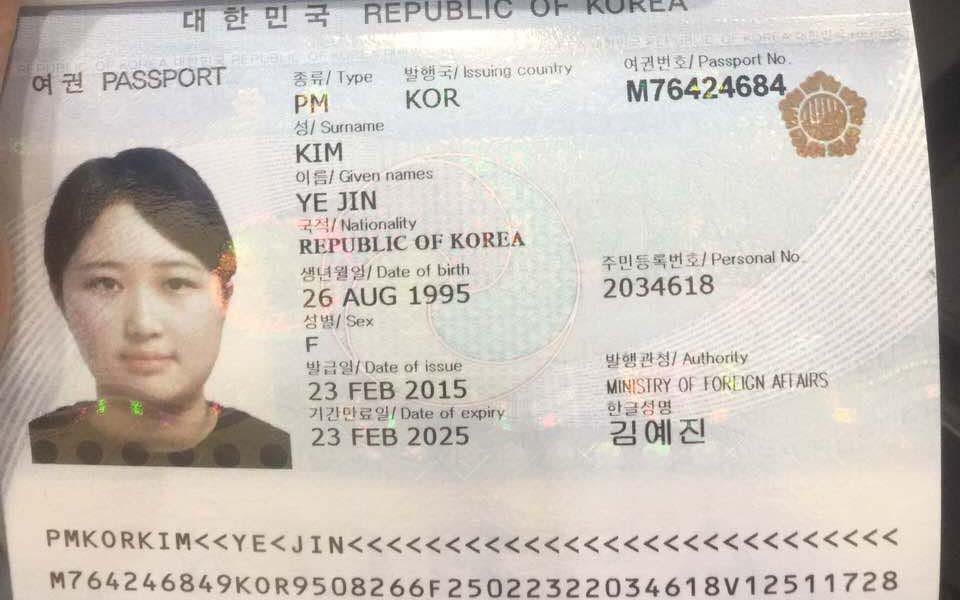 대한민국 REPUBLIC OF KOREA
여권 PASSPORT
종류/ Type 발행국/ Issuing country 여권번호/ Passport No.
PM KOR M76424684
성/ Surname
KIM
이름/ Given names
YE JIN
국적/ Nationality
REPUBLIC OF KOREA
생년월일/ Date of birth 주민등록번호/ Personal No.
26 AUG 1995 2034618
성별/ Sex
F
발급일/ Date of issue 발행관청/ Authority
23 FEB 2015 MINISTRY OF FOREIGN AFFAIRS
기간만료일/ Date of expiry 한글성명
23 FEB 2025 김예진
PMKORKIM<<YE<JIN<<<<<<<<<<<<<<<<<<<<<<<<<<<<
M764246849KOR9508266F25022322034618V12511728